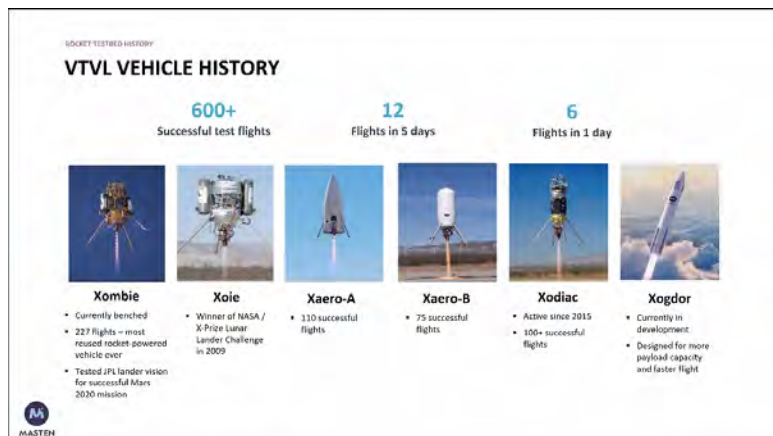 ROCKET TESTBED HISTORY
VTVL VEHICLE HISTORY
600+
Successful test flights
12
Flights in 5 days
6
Flights in 1 day
Xombie
• Currently benched
• 227 flights – most
reused rocket-powered
vehicle ever
• Tested JPL lander vision
for successful Mars
2020 mission
Xoie
• Winner of NASA /
X-Prize Lunar
Lander Challenge
in 2009
Xaero-A
• 110 successful
flights
Xaero-B
• 75 successful
flights
Xodiac
• Active since 2015
• 100+ successful
flights
Xogdor
• Currently in
development
• Designed for more
payload capacity
and faster flight
MASTEN